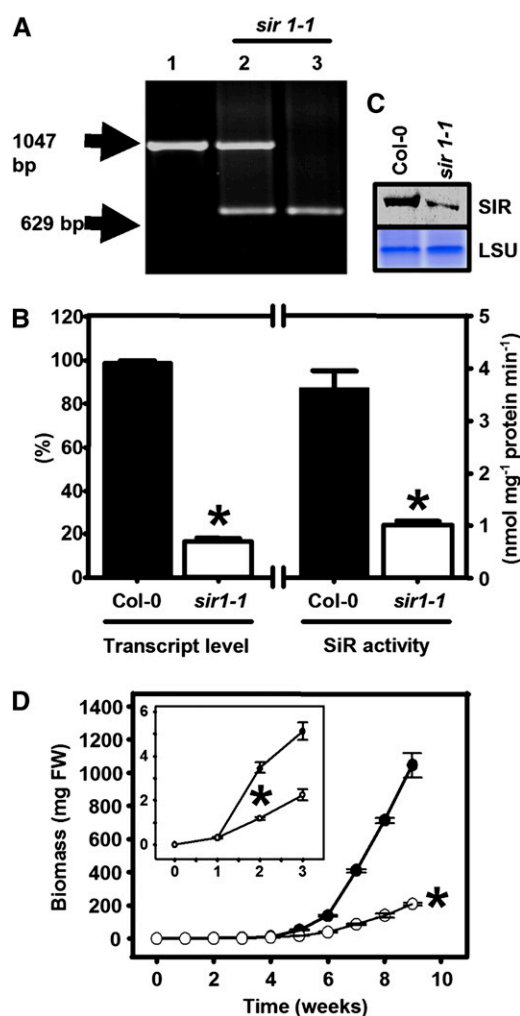 A
sir 1-1
1 2 3
1047
bp
629 bp
C
Col-0
sir 1-1
SIR
LSU
B
120
100
80
60
40
20
0
(%)
5
4
3
2
1
0
(nmol mg-1 protein min-1)
*
*
Col-0 sir1-1 Col-0 sir1-1
Transcript level SiR activity
D
1400
1200
1000
800
600
400
200
0
Biomass (mg FW)
6
4
2
0
0 1 2 3
*
*
0 2 4 6 8 10
Time (weeks)